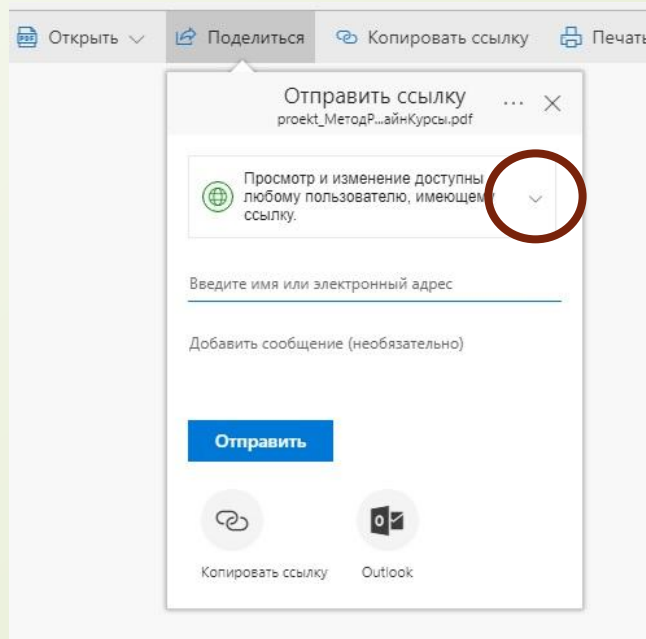 Открыть Поделиться Копировать ссылку Печать
Отправить ссылку ...
proekt_МетодР...айнКурсы.pdf
Просмотр и изменение доступны
любому пользователю, имеющему
ссылку.
Введите имя или электронный адрес
Добавить сообщение (необязательно)
Отправить
Копировать ссылку Outlook